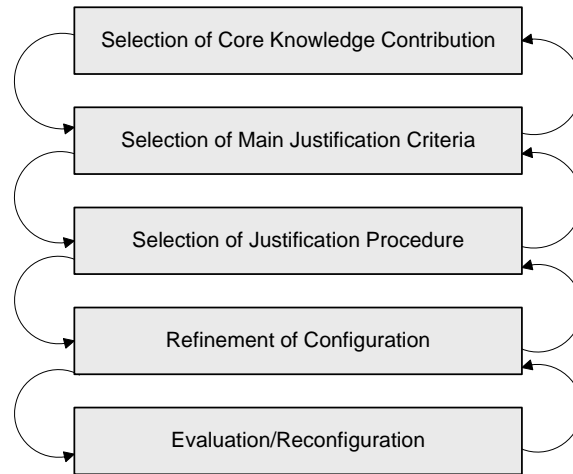 Selection of Core Knowledge Contribution
Selection of Main Justification Criteria
Selection of Justification Procedure
Refinement of Configuration
Evaluation/Reconfiguration